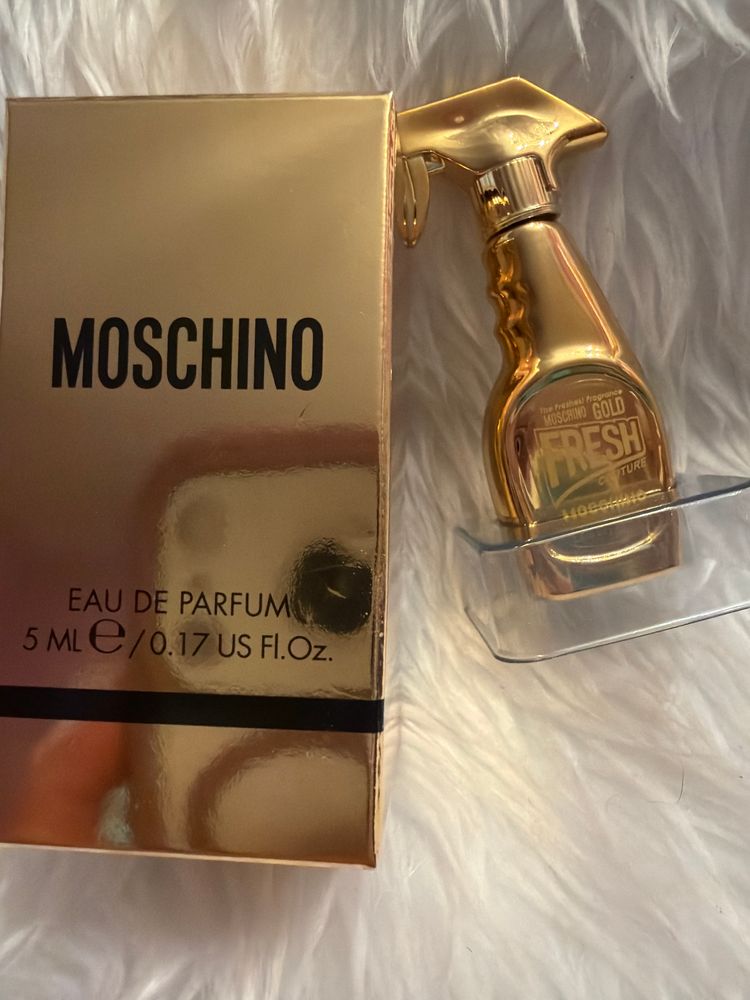 MOSCHINO
EAU DE PARFUM
5 ML e/0.17 US Fl.Oz.
The Freshest Fragrance
MOSCHINO GOLD
FRESH
COUTURE
MOSCHINO